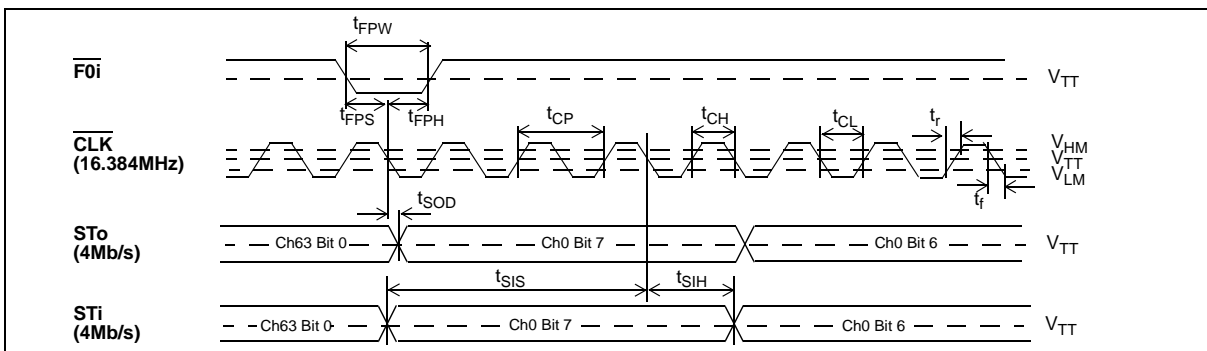 tFPW
F0i
VTT
tFPS
tFPH
tCP
tCH
tCL
tr
CLK
(16.384MHz)
VHM
VTT
VLM
tf
tSOD
STo
(4Mb/s)
Ch63 Bit 0
Ch0 Bit 7
Ch0 Bit 6
VTT
tSIS
tSIH
STi
(4Mb/s)
Ch63 Bit 0
Ch0 Bit 7
Ch0 Bit 6
VTT